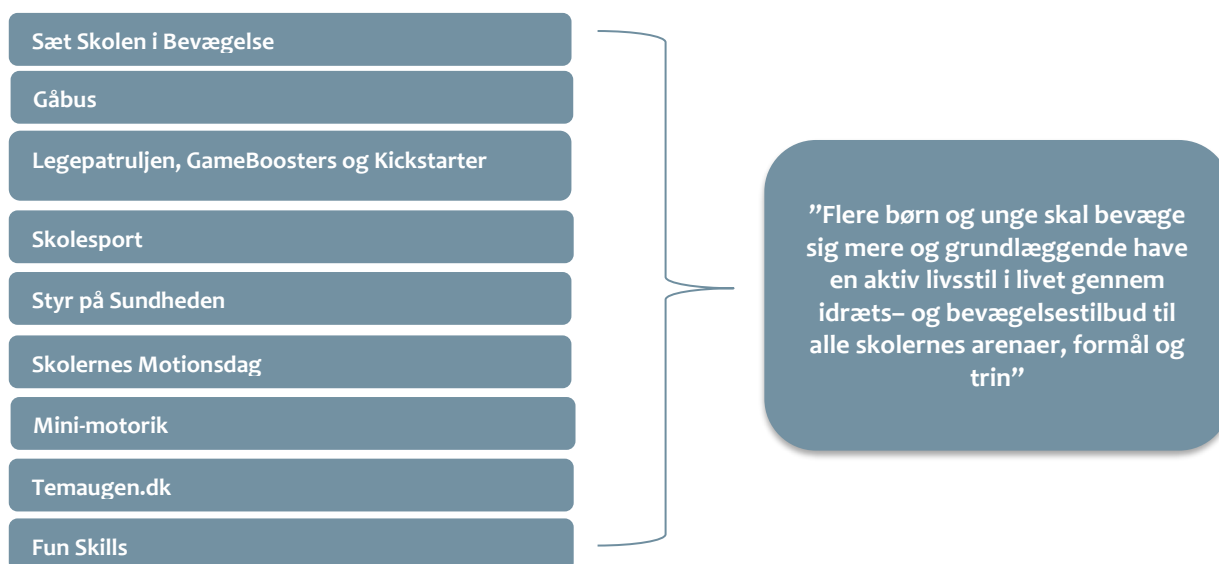 Sæt Skolen i Bevægelse
Gåbus
Legepatruljen, GameBoosters og Kickstarter
Skolesport
Styr på Sundheden
Skolernes Motionsdag
Mini-motorik
Temaugen.dk
Fun Skills
”Flere børn og unge skal bevæge
sig mere og grundlæggende have
en aktiv livsstil i livet gennem
idræts– og bevægelsestilbud til
alle skolernes arenaer, formål og
trin”